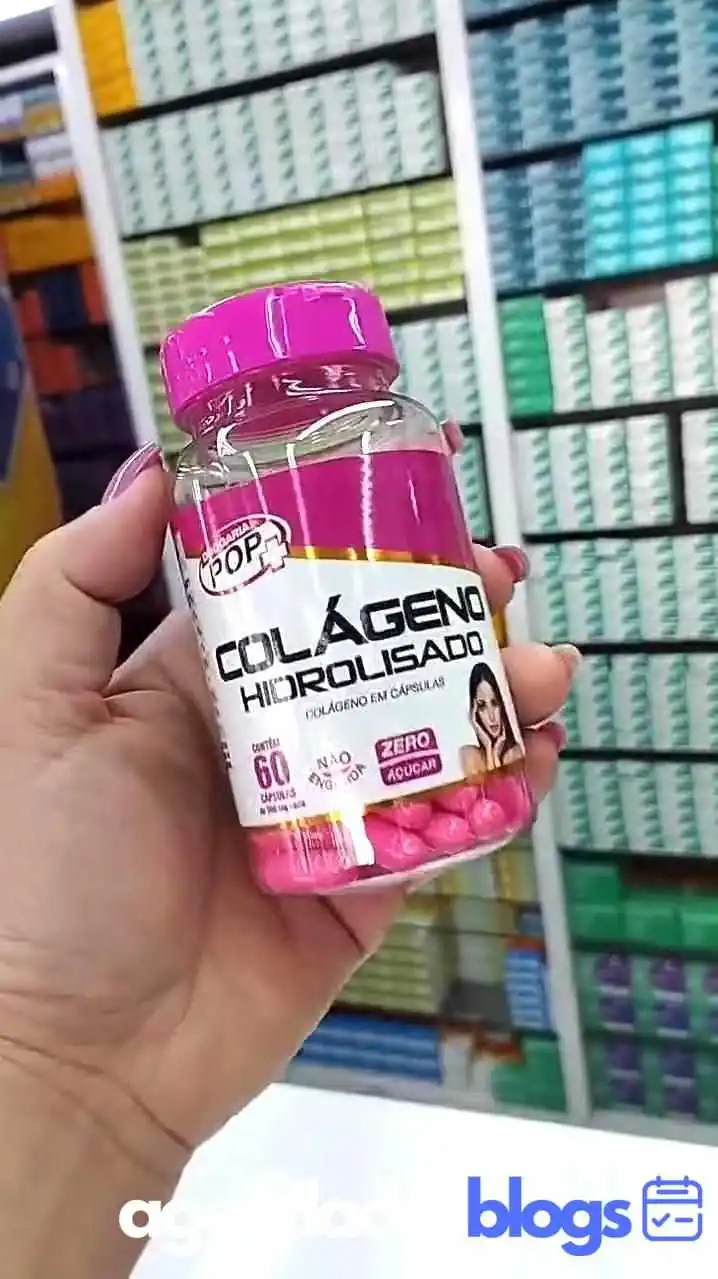 DROGARIA
POP
COLÁGENO
HIDROLISADO
COLÁGENO EM CÁPSULAS
CONTÉM
60
CÁPSULAS
NÃO
ENGORDA
ZERO
AÇÚCAR
blogs